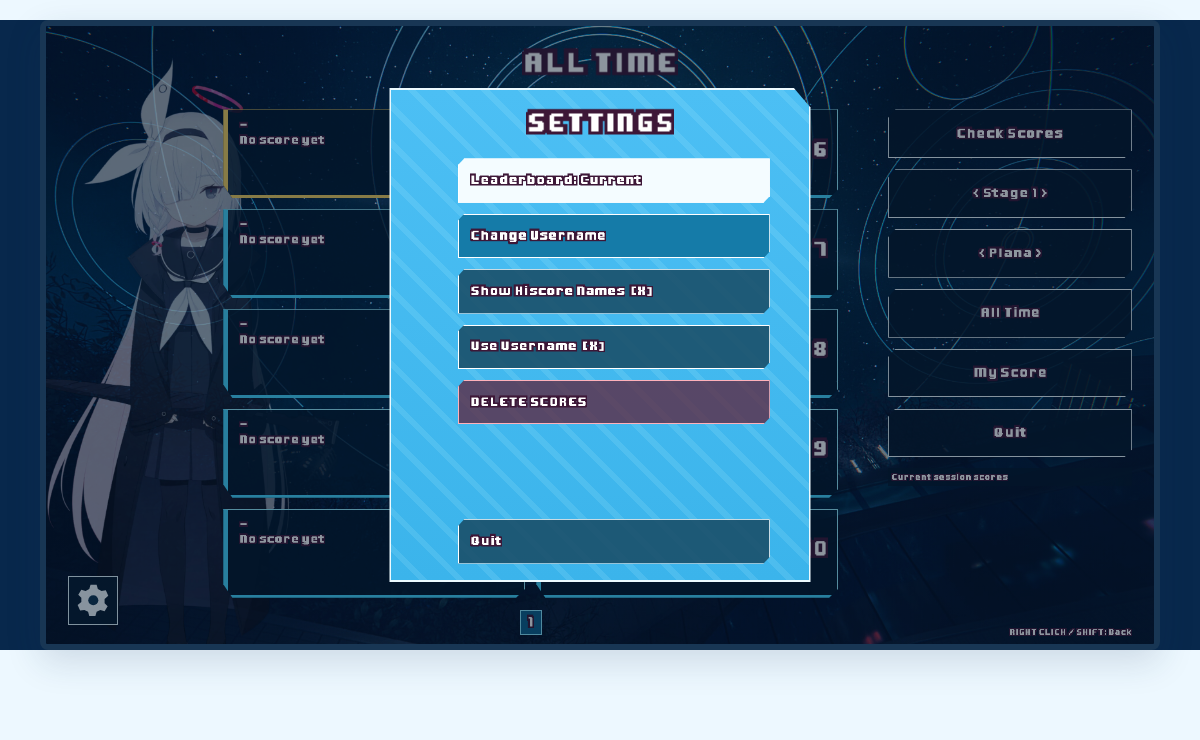 ALL TIME
SETTINGS
Leaderboard: Current
Change Username
Show Hiscore Names [X]
Use Username [X]
DELETE SCORES
Quit
-
No score yet
-
No score yet
-
No score yet
-
No score yet
-
No score yet
6
7
8
9
0
1
Check Scores
< Stage 1 >
< Plana >
All Time
My Score
Quit
Current session scores
RIGHT CLICK / SHIFT: Back